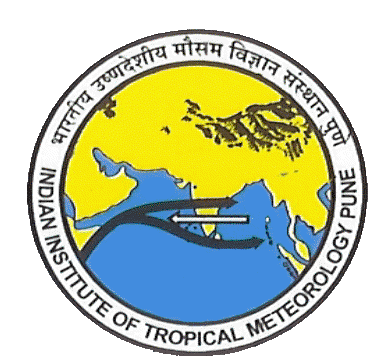 भारतीय उष्णदेशीय मौसम विज्ञान संस्थान पुणे
INDIAN INSTITUTE OF TROPICAL METEOROLOGY PUNE